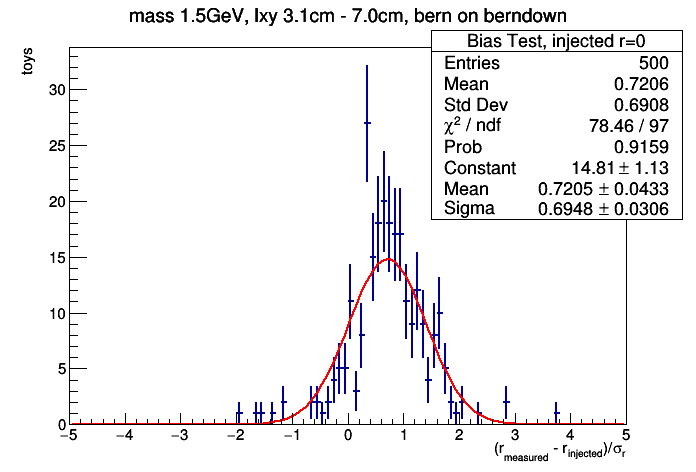 mass 1.5GeV, lxy 3.1cm - 7.0cm, bern on berndown
Bias Test, injected r=0
Entries 500
Mean 0.7206
Std Dev 0.6908
χ² / ndf 78.46 / 97
Prob 0.9159
Constant 14.81 ± 1.13
Mean 0.7205 ± 0.0433
Sigma 0.6948 ± 0.0306
toys
30
25
20
15
10
5
0
−5 −4 −3 −2 −1 0 1 2 3 4 5
(r_measured - r_injected)/σ_r